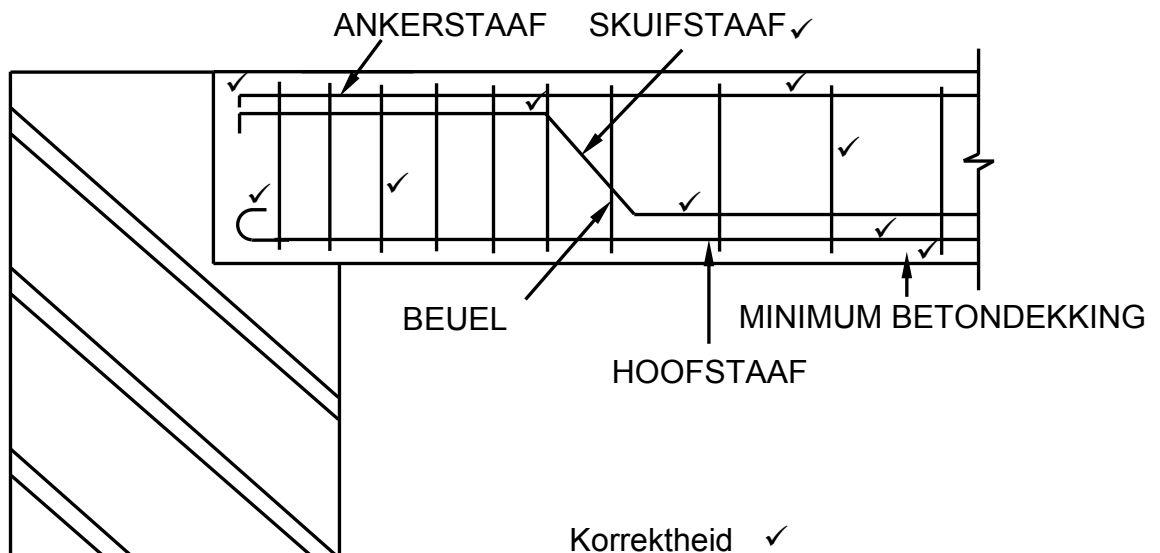 ANKERSTAAF SKUIFSTAAF ✓
BEUEL
MINIMUM BETONDEKKING
HOOFSTAAF
Korrektheid ✓